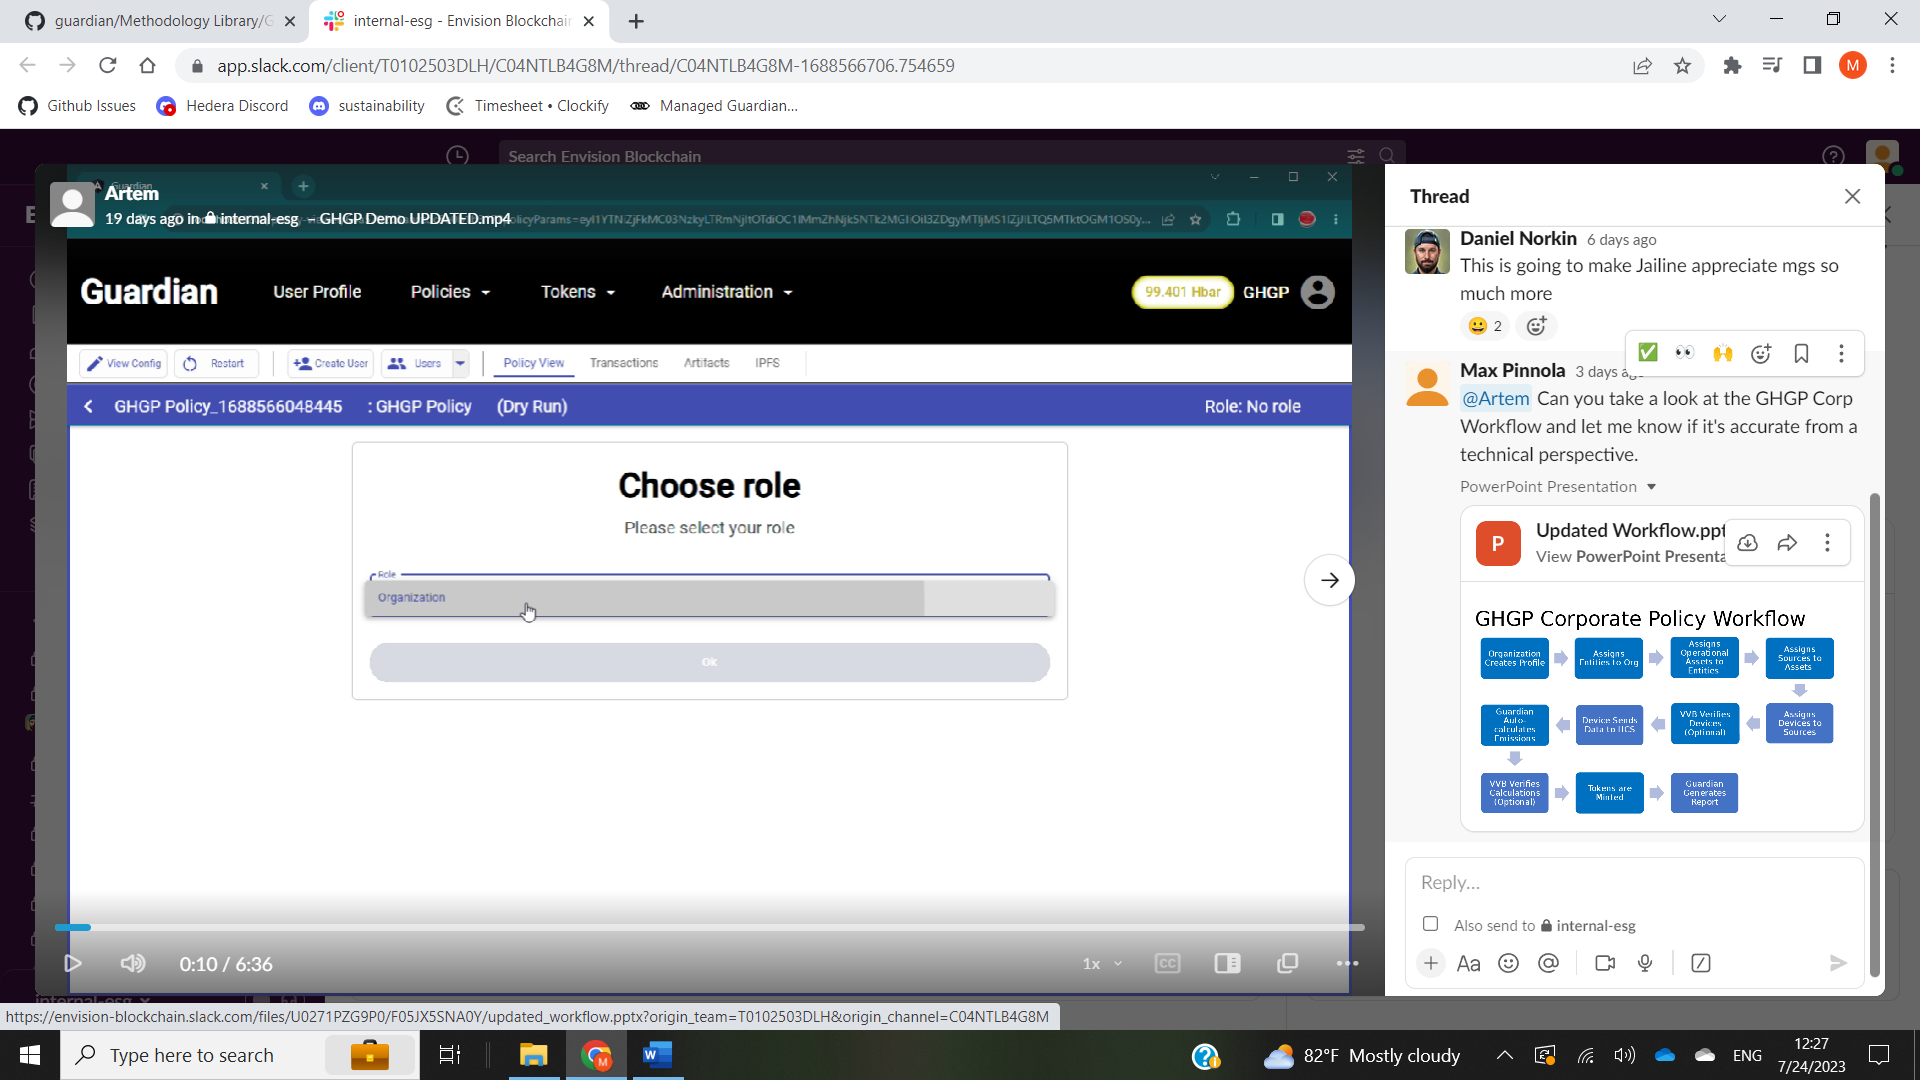 guardian/Methodology Library/G
internal-esg - Envision Blockchain
app.slack.com/client/T0102503DLH/C04NTLB4G8M/thread/C04NTLB4G8M-1688566706.754659
M
Github Issues
Hedera Discord
sustainability
Timesheet • Clockify
Managed Guardian...
Search Envision Blockchain
Guardian
Artem
19 days ago in internal-esg – GHGP Demo UPDATED.mp4
Guardian
User Profile
Policies
Tokens
Administration
99.401 Hbar
GHGP
View Config
Restart
Create User
Users
Policy View
Transactions
Artifacts
IPFS
GHGP Policy_1688566048445 : GHGP Policy (Dry Run)
Role: No role
Choose role
Please select your role
Role
Organization
Ok
0:10 / 6:36
1x
CC
Thread
Daniel Norkin 6 days ago
This is going to make Jailine appreciate mgs so
much more
2
Max Pinnola 3 days
@Artem Can you take a look at the GHGP Corp
Workflow and let me know if it's accurate from a
technical perspective.
PowerPoint Presentation
P
Updated Workflow.ppt
View PowerPoint Presenta
GHGP Corporate Policy Workflow
Organization
Creates Profile
Assigns
Entities to Org
Assigns
Operational
Assets to
Entities
Assigns
Sources to
Assets
Guardian
Auto-
calculates
Emissions
Device Sends
Data to HCS
VVB Verifies
Devices
(Optional)
Assigns
Devices to
Sources
VVB Verifies
Calculations
(Optional)
Tokens are
Minted
Guardian
Generates
Report
Reply...
Also send to internal-esg
Aa
internal-esg
https://envision-blockchain.slack.com/files/U0271PZG9P0/F05JX5SNA0Y/updated_workflow.pptx?origin_team=T0102503DLH&origin_channel=C04NTLB4G8M
Type here to search
82°F Mostly cloudy
ENG
12:27
7/24/2023